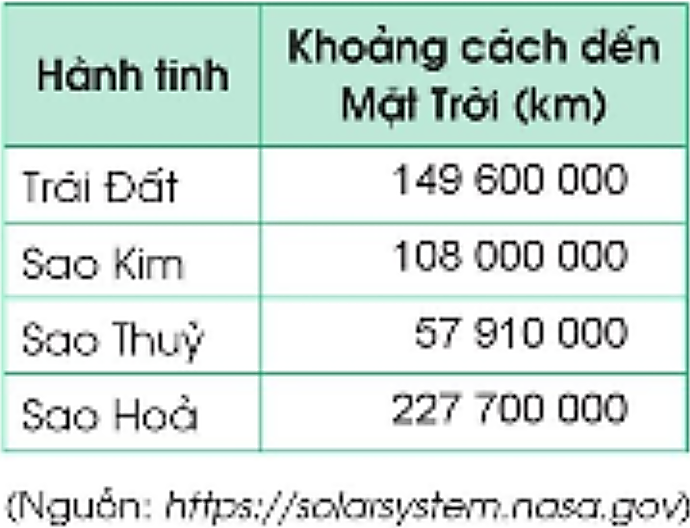 Hành tinh Khoảng cách đến Mặt Trời (km)
Trái Đất 149 600 000
Sao Kim 108 000 000
Sao Thuỷ 57 910 000
Sao Hoả 227 700 000
(Nguồn: https://solarsystem.nasa.gov)